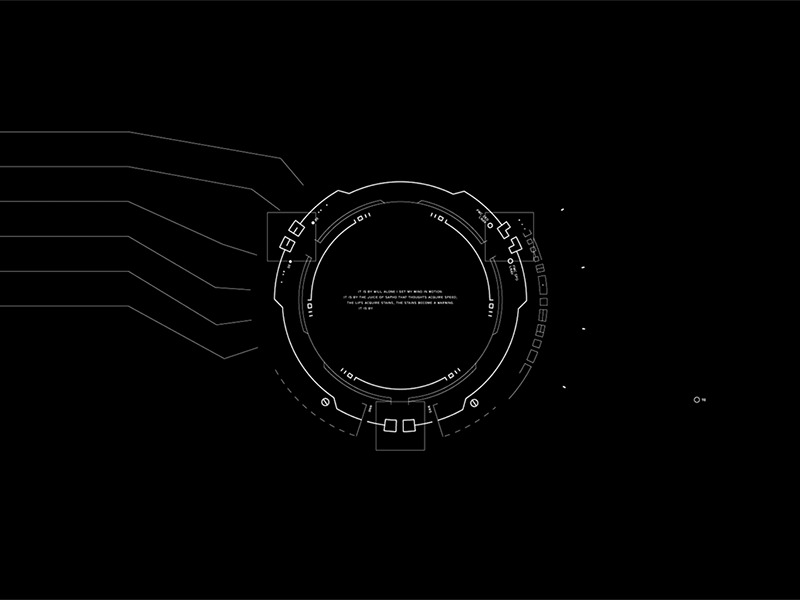 IT IS BY WILL ALONE I SET MY MIND IN MOTION
IT IS BY THE JUICE OF SAPHO THAT THOUGHTS ACQUIRE SPEED,
THE LIPS ACQUIRE STAINS, THE STAINS BECOME A WARNING
IT IS BY